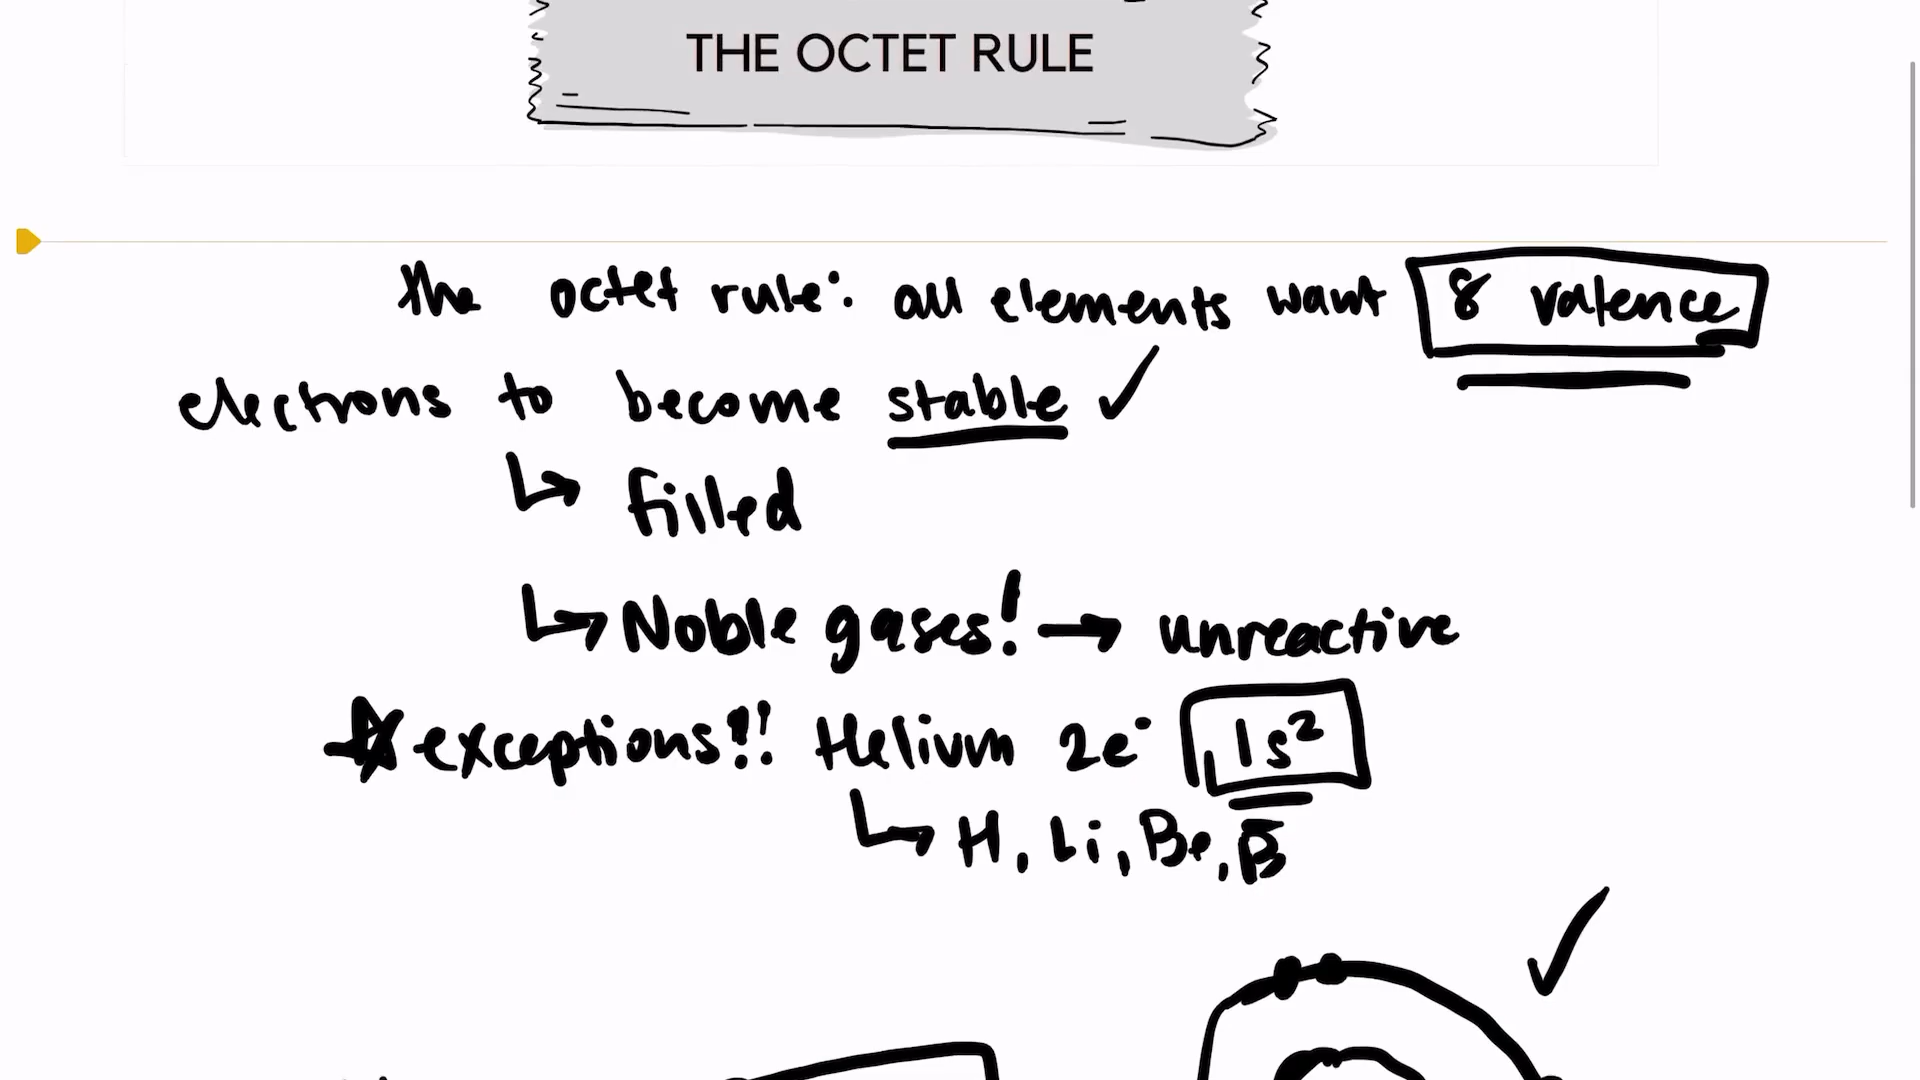 THE OCTET RULE
the octet rule: all elements want 8 valence
electrons to become stable ✓
↳ filled
↳ Noble gases! → unreactive
☆ exceptions!! Helium 2e⁻, 1s²
↳ H, Li, Be, B